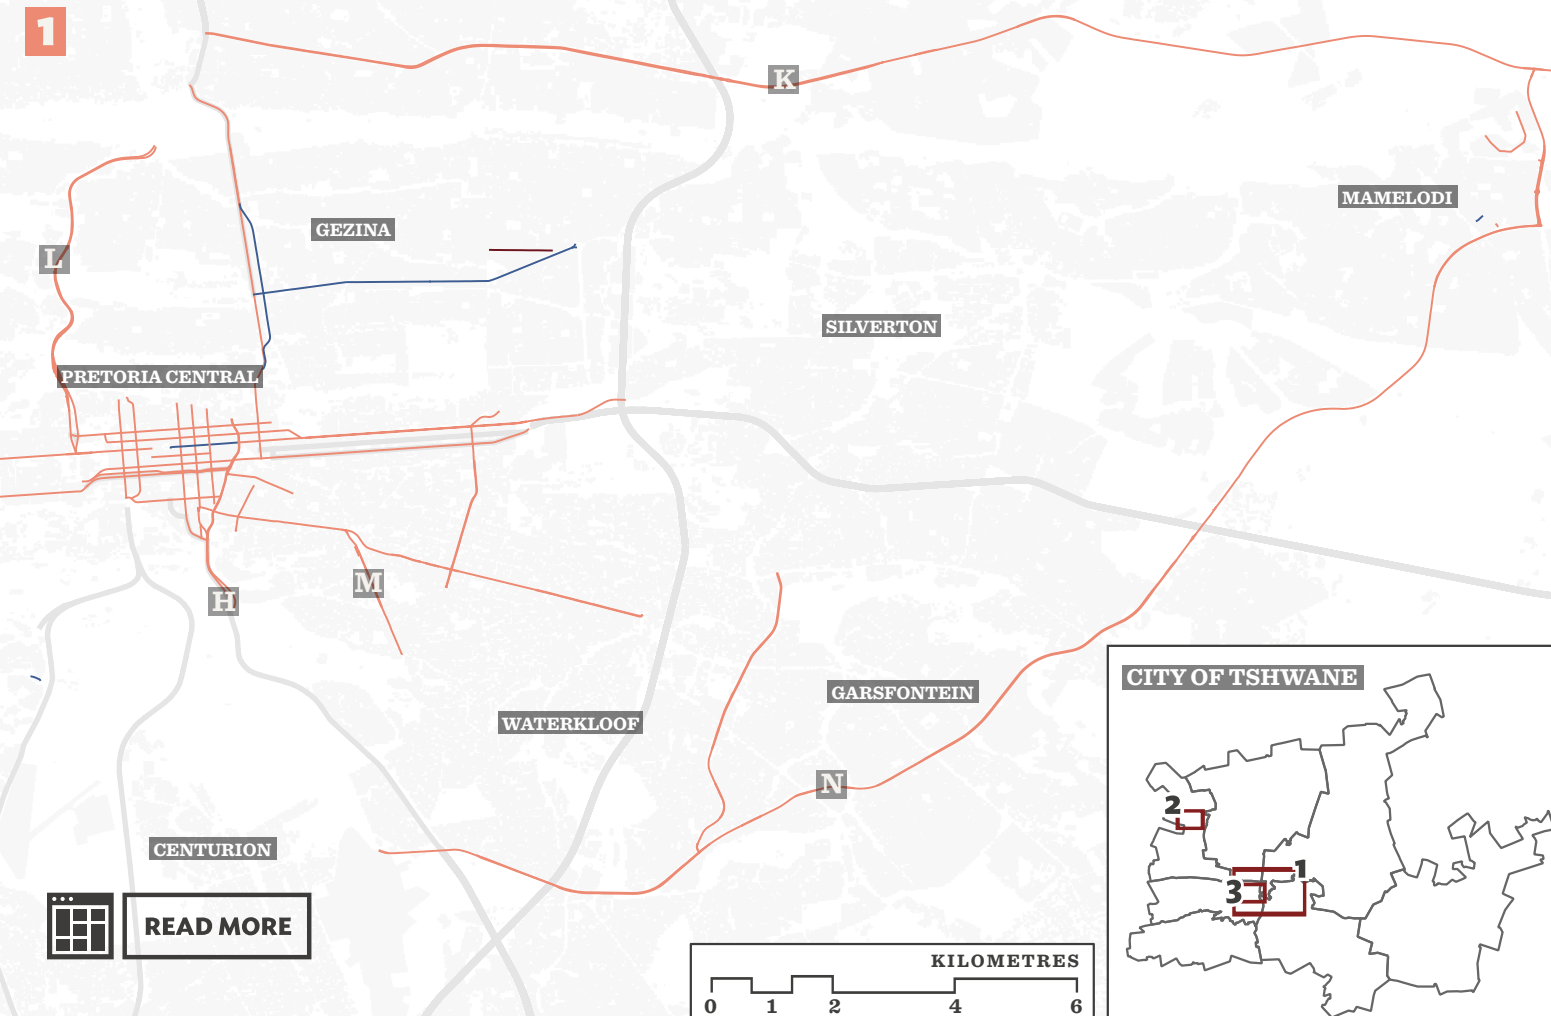 1
K
MAMELODI
GEZINA
L
SILVERTON
PRETORIA CENTRAL
M
H
GARSFONTEIN
WATERKLOOF
N
CENTURION
READ MORE
KILOMETRES
0 1 2 4 6
CITY OF TSHWANE
2
1
3